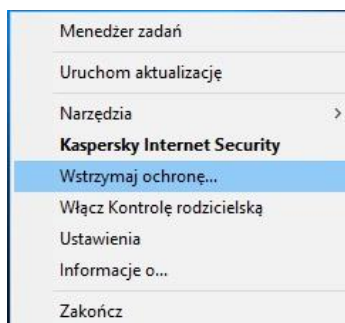 Menedżer zadań
Uruchom aktualizację
Narzędzia
Kaspersky Internet Security
Wstrzymaj ochronę...
Włącz Kontrolę rodzicielską
Ustawienia
Informacje o...
Zakończ